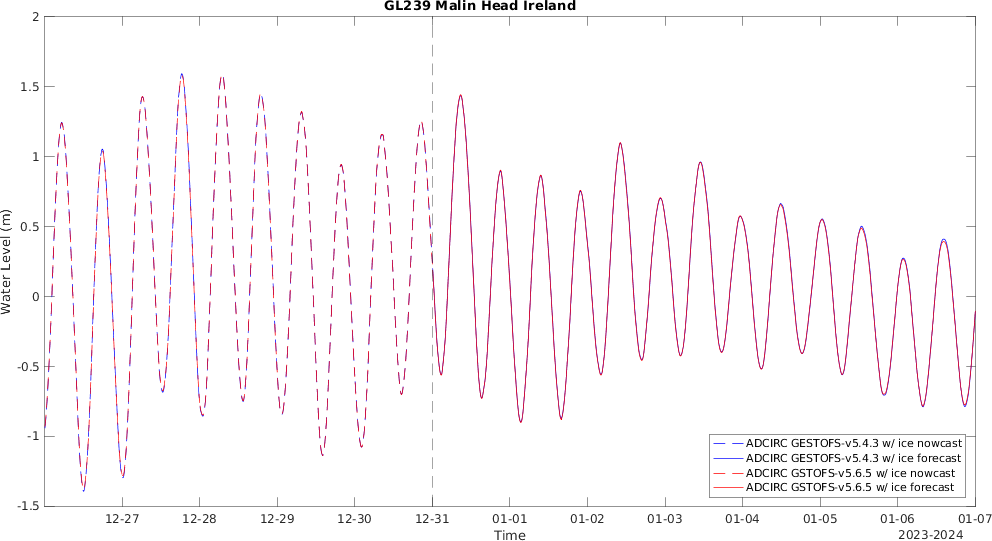 GL239 Malin Head Ireland
2
1.5
1
0.5
0
-0.5
-1
-1.5
Water Level (m)
12-27 12-28 12-29 12-30 12-31 01-01 01-02 01-03 01-04 01-05 01-06 01-07
Time
2023-2024
ADCIRC GESTOFS-v5.4.3 w/ ice nowcast
ADCIRC GESTOFS-v5.4.3 w/ ice forecast
ADCIRC GSTOFS-v5.6.5 w/ ice nowcast
ADCIRC GSTOFS-v5.6.5 w/ ice forecast